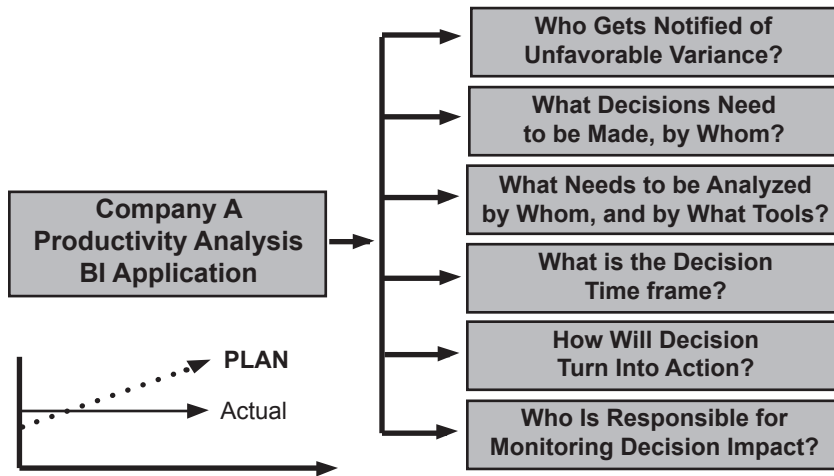 Company A
Productivity Analysis
BI Application
PLAN
Actual
Who Gets Notified of
Unfavorable Variance?
What Decisions Need
to be Made, by Whom?
What Needs to be Analyzed
by Whom, and by What Tools?
What is the Decision
Time frame?
How Will Decision
Turn Into Action?
Who Is Responsible for
Monitoring Decision Impact?